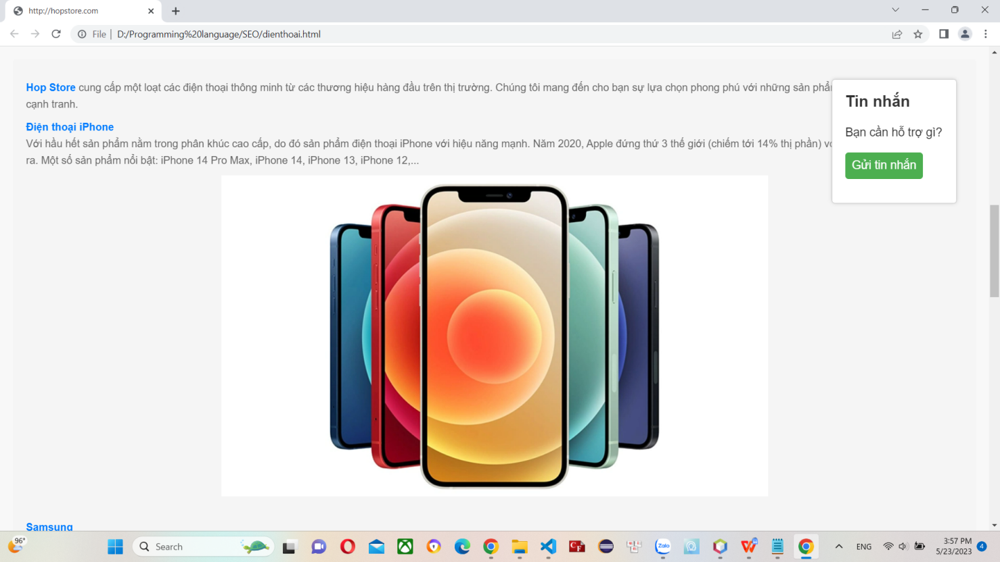 http://hopstore.com
File
D:/Programming%20language/SEO/dienthoai.html
Hop Store cung cấp một loạt các điện thoại thông minh từ các thương hiệu hàng đầu trên thị trường. Chúng tôi mang đến cho bạn sự lựa chọn phong phú với những sản
cạnh tranh.
Điện thoại iPhone
Với hầu hết sản phẩm nằm trong phân khúc cao cấp, do đó sản phẩm điện thoại iPhone với hiệu năng mạnh. Năm 2020, Apple đứng thứ 3 thế giới (chiếm tới 14% thị phần)
ra. Một số sản phẩm nổi bật: iPhone 14 Pro Max, iPhone 14, iPhone 13, iPhone 12,...
Tin nhắn
Bạn cần hỗ trợ gì?
Gửi tin nhắn
Samsung
96°
Search
CF
Zalo
ENG
3:57 PM
5/23/2023
4